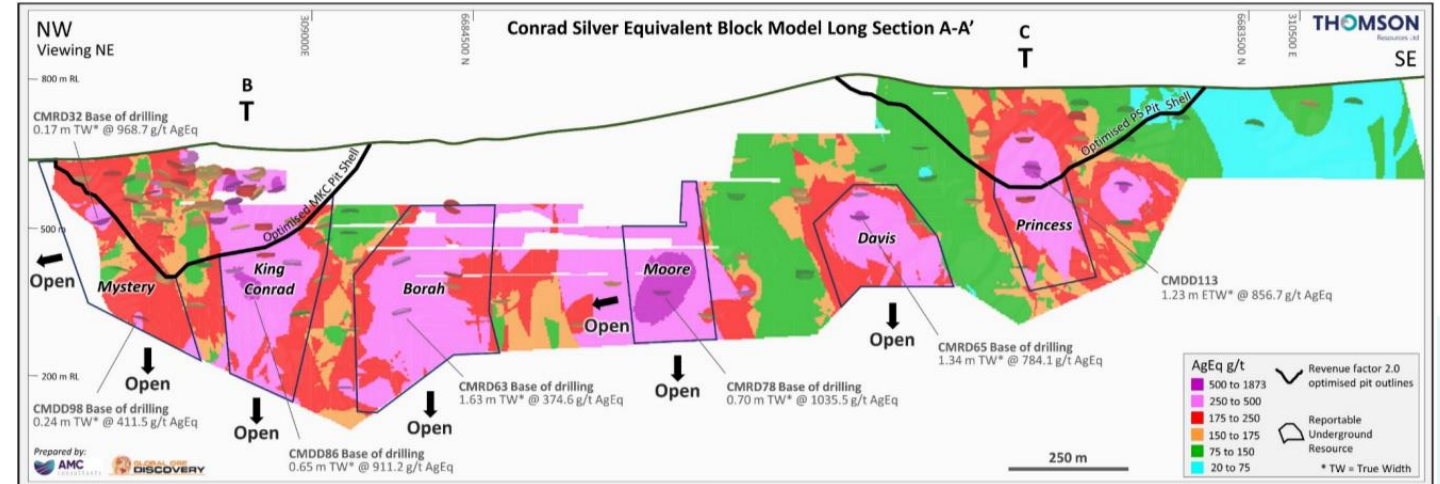 NW
Viewing NE
Conrad Silver Equivalent Block Model Long Section A-A’
THOMSON
Resources Ltd
SE
309000E
6684500 N
6683500 N
310500 E
B
T
C
T
800 m RL
500 m
200 m RL
CMRD32 Base of drilling
0.17 m TW* @ 968.7 g/t AgEq
Optimised MKC Pit Shell
Optimised PS Pit Shell
Open
Mystery
King
Conrad
Borah
Moore
Open
Davis
Princess
CMDD113
1.23 m ETW* @ 856.7 g/t AgEq
Open
CMRD65 Base of drilling
1.34 m TW* @ 784.1 g/t AgEq
Open
CMRD63 Base of drilling
1.63 m TW* @ 374.6 g/t AgEq
CMRD78 Base of drilling
0.70 m TW* @ 1035.5 g/t AgEq
Open
CMDD98 Base of drilling
0.24 m TW* @ 411.5 g/t AgEq
Open
Open
CMDD86 Base of drilling
0.65 m TW* @ 911.2 g/t AgEq
Prepared by:
AMC
consultants
GLOBAL ORE
DISCOVERY
250 m
AgEq g/t
500 to 1873
250 to 500
175 to 250
150 to 175
75 to 150
20 to 75
Revenue factor 2.0
optimised pit outlines
Reportable
Underground
Resource
* TW = True Width